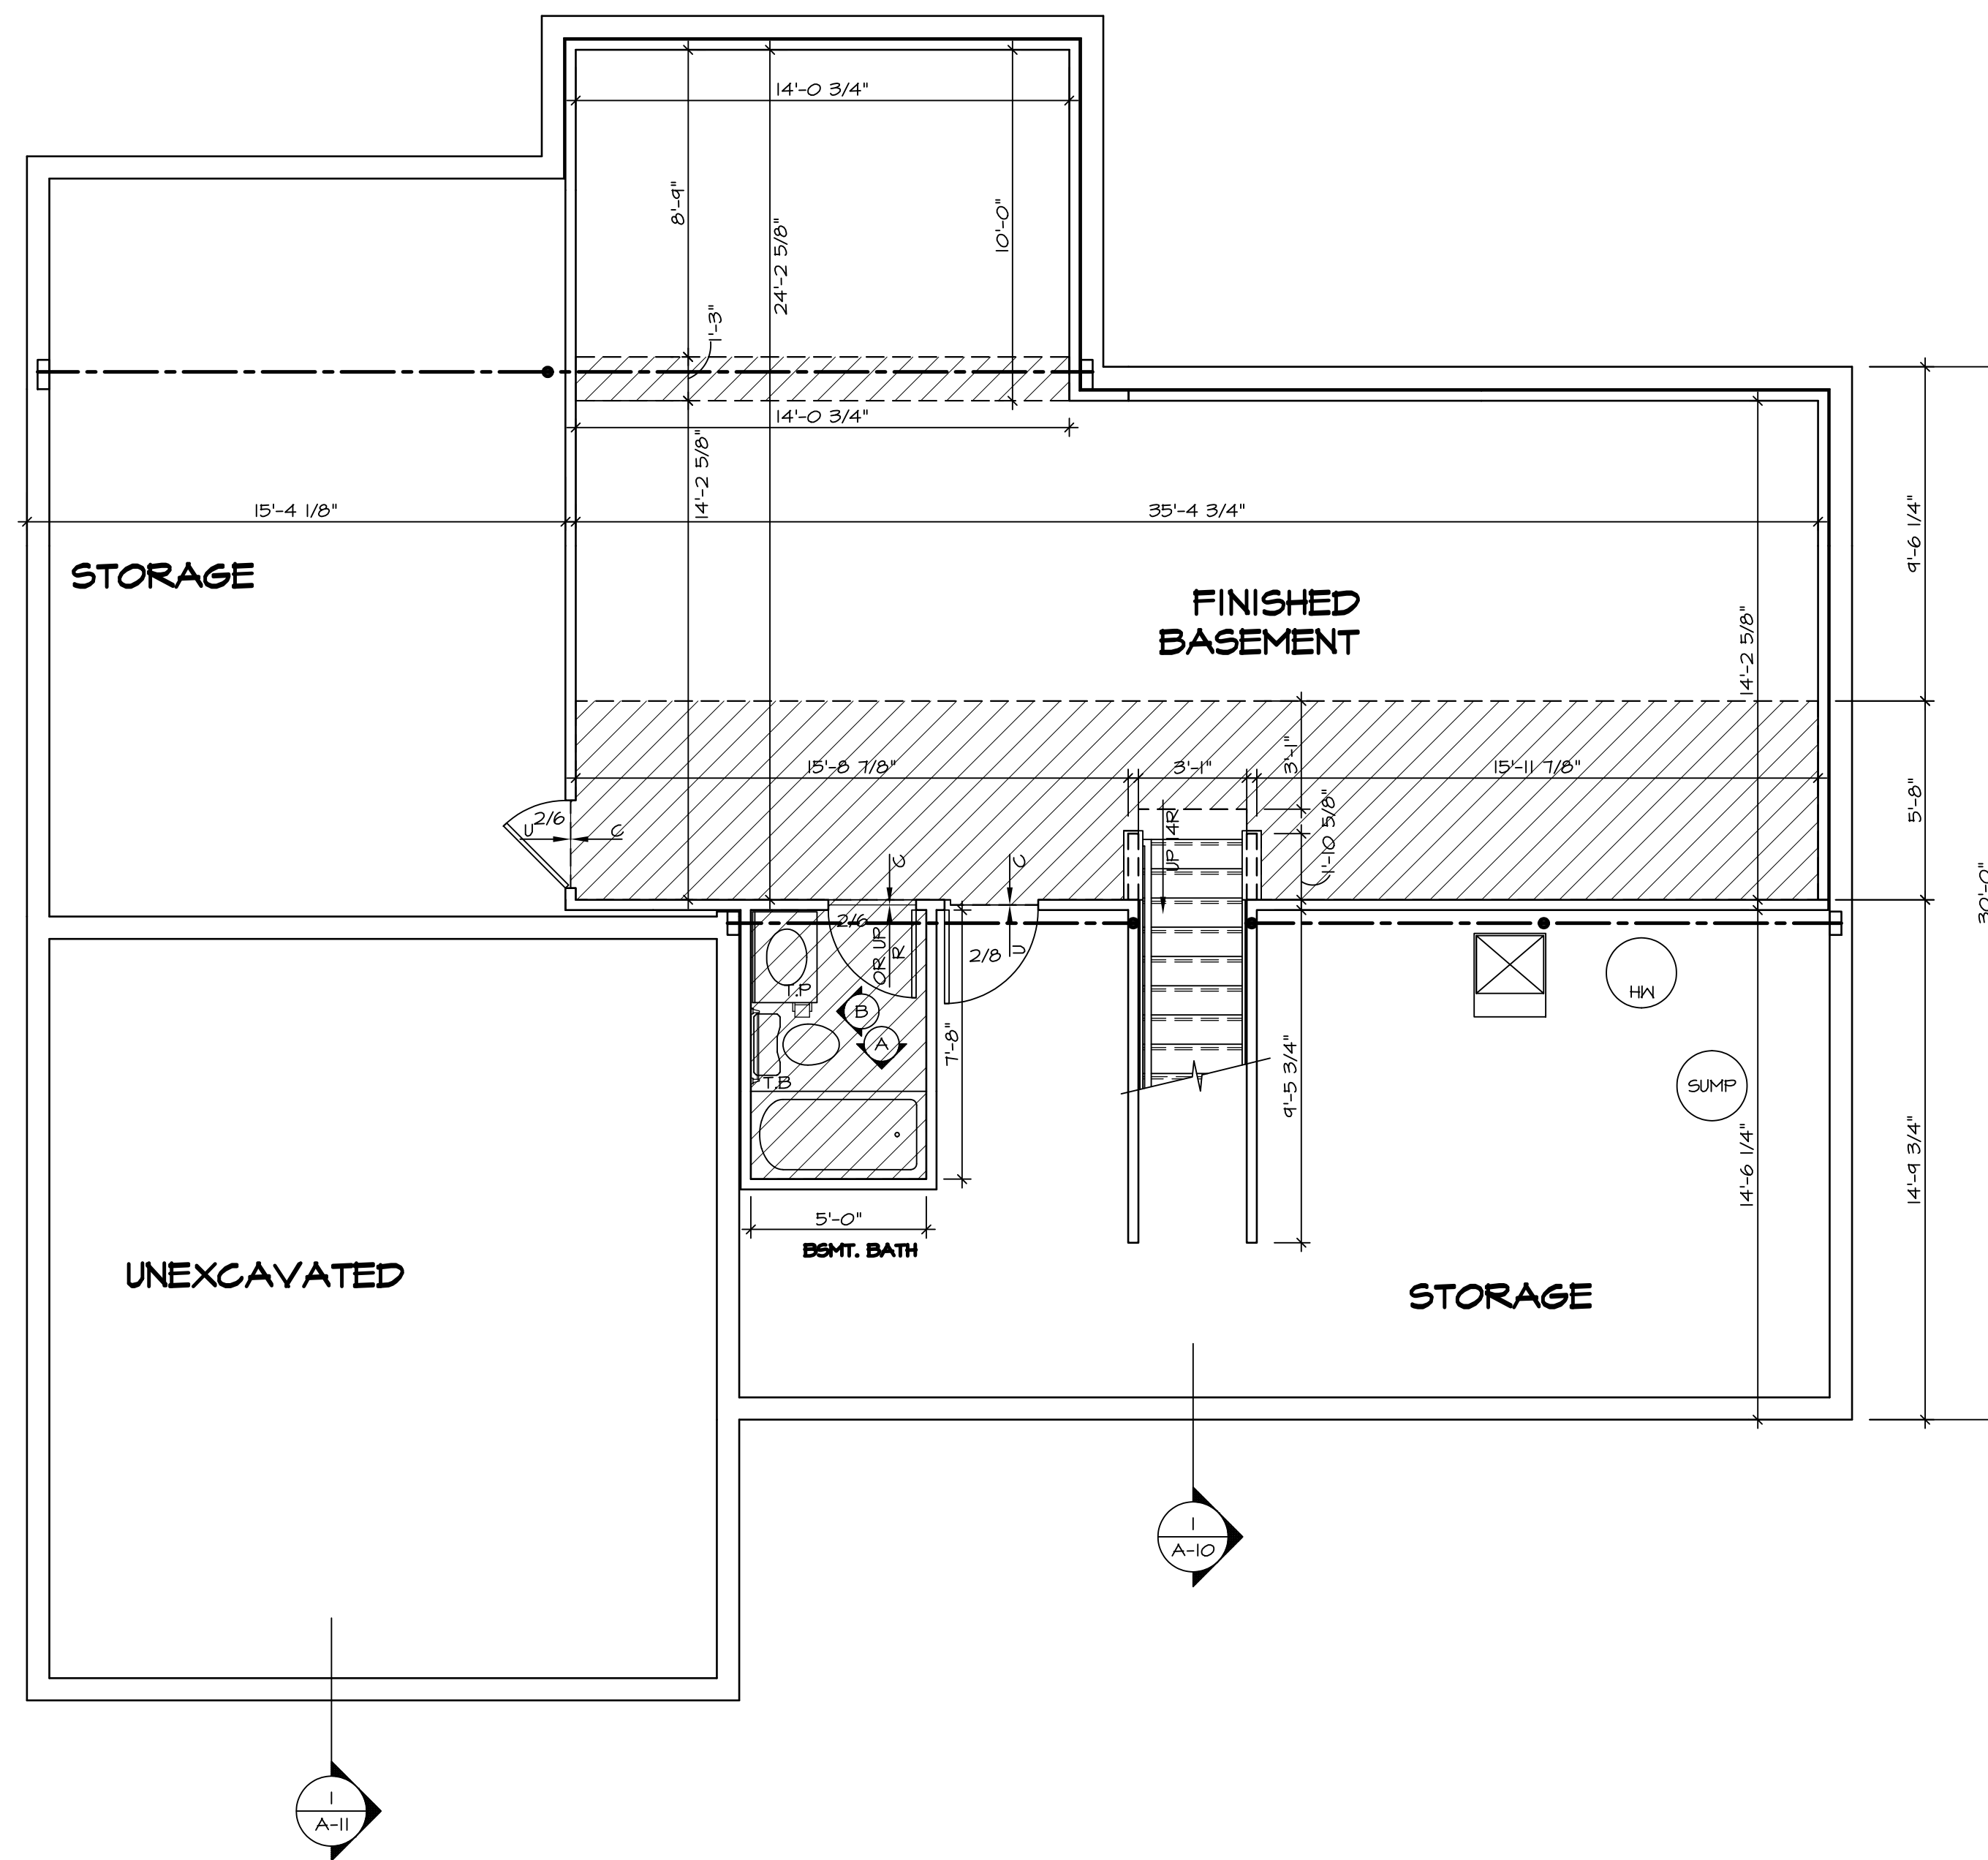 14'-0 3/4"
8'-9"
24'-2 5/8"
10'-0"
1'-3"
14'-0 3/4"
14'-2 5/8"
15'-4 1/8"
35'-4 3/4"
9'-6 1/4"
STORAGE
FINISHED
BASEMENT
14'-2 5/8"
3'-1"
15'-8 7/8"
3'-1"
15'-11 7/8"
5'-8"
1'-10 5/8"
UP 14R
2/6
U
C
C
C
2/6
OR UP
R
2/8
U
30'-0"
T.P
HW
B
A
7'-8"
T.B
SUMP
9'-5 3/4"
14'-6 1/4"
14'-9 3/4"
5'-0"
BSMT. BATH
UNEXCAVATED
STORAGE
1
A-10
1
A-11